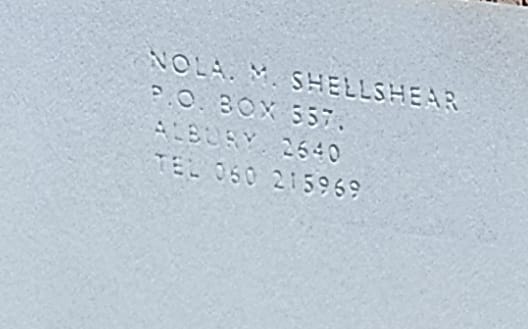 NOLA. M. SHELLSHEAR
P.O. BOX 557.
ALBURY. 2640
TEL 060 215969